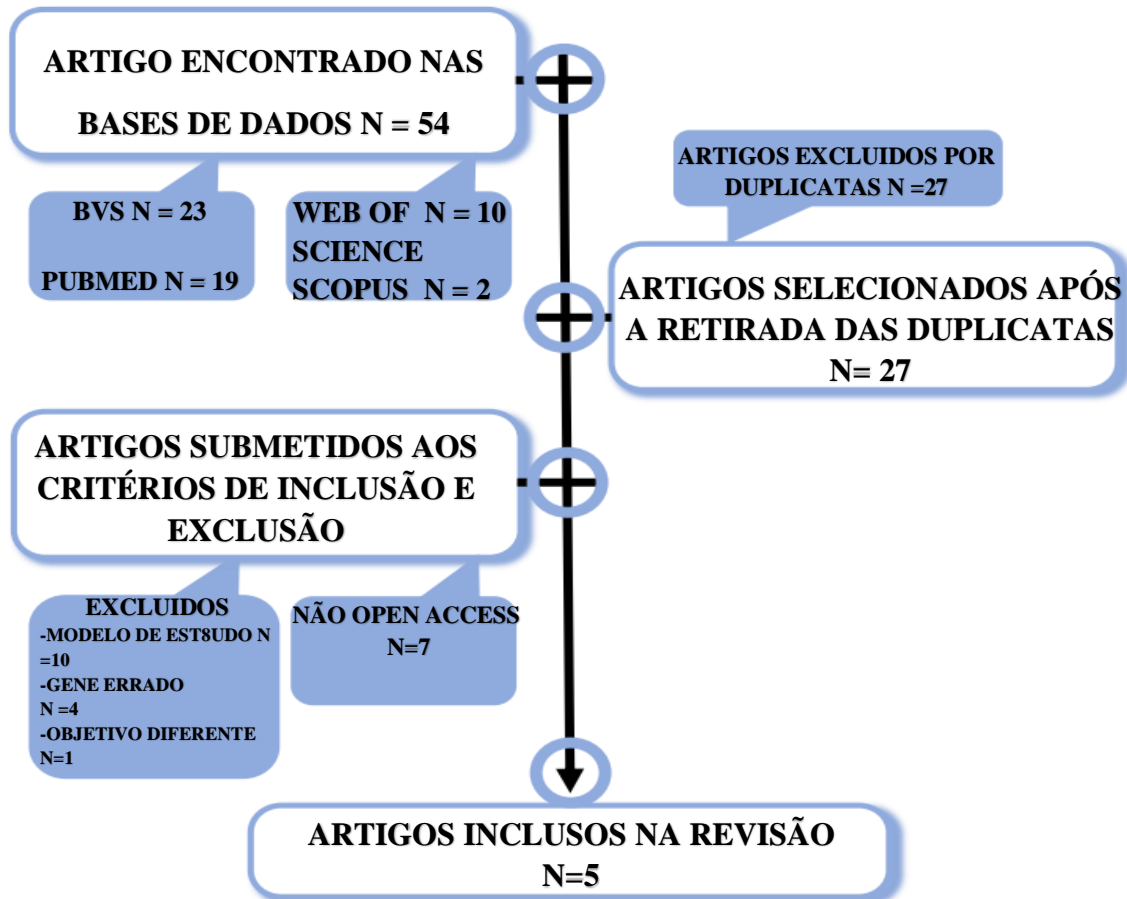 ARTIGO ENCONTRADO NAS
BASES DE DADOS N = 54
BVS N = 23
PUBMED N = 19
WEB OF N = 10
SCIENCE
SCOPUS N = 2
ARTIGOS EXCLUIDOS POR
DUPLICATAS N =27
ARTIGOS SELECIONADOS APÓS
A RETIRADA DAS DUPLICATAS
N= 27
ARTIGOS SUBMETIDOS AOS
CRITÉRIOS DE INCLUSÃO E
EXCLUSÃO
EXCLUIDOS
-MODELO DE EST8UDO N
=10
-GENE ERRADO
N =4
-OBJETIVO DIFERENTE
N=1
NÃO OPEN ACCESS
N=7
ARTIGOS INCLUSOS NA REVISÃO
N=5